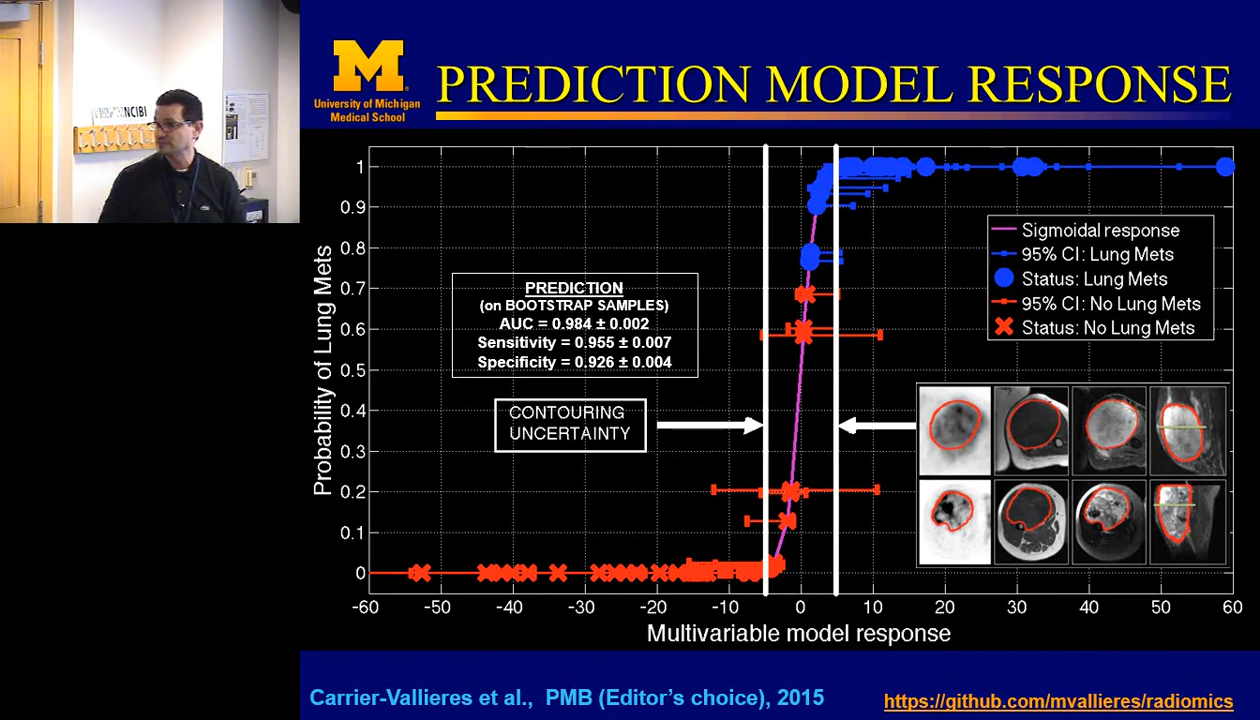 NCIBI
M
University of Michigan
Medical School
PREDICTION MODEL RESPONSE
Probability of Lung Mets
1
0.9
0.8
0.7
0.6
0.5
0.4
0.3
0.2
0.1
0
PREDICTION
(on BOOTSTRAP SAMPLES)
AUC = 0.984 ± 0.002
Sensitivity = 0.955 ± 0.007
Specificity = 0.926 ± 0.004
CONTOURING
UNCERTAINTY
Sigmoidal response
95% CI: Lung Mets
Status: Lung Mets
95% CI: No Lung Mets
Status: No Lung Mets
-60 -50 -40 -30 -20 -10 0 10 20 30 40 50 60
Multivariable model response
Carrier-Vallieres et al., PMB (Editor's choice), 2015
https://github.com/mvallieres/radiomics